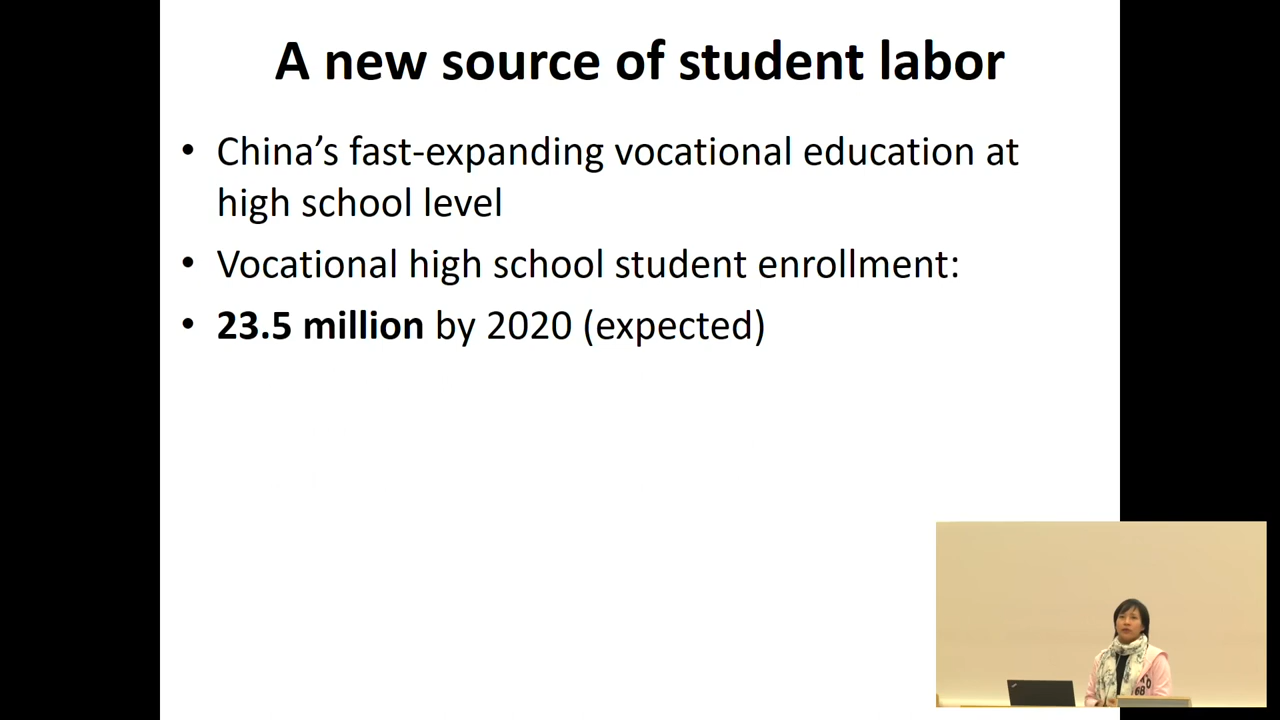 A new source of student labor
• China’s fast-expanding vocational education at
high school level
• Vocational high school student enrollment:
• 23.5 million by 2020 (expected)
68